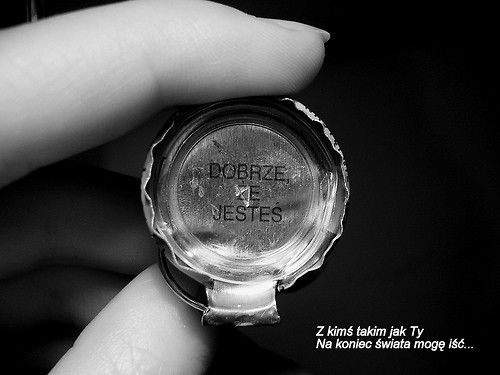 DOBRZE,
ŻE
JESTEŚ
Z kimś takim jak Ty
Na koniec świata mogę iść...